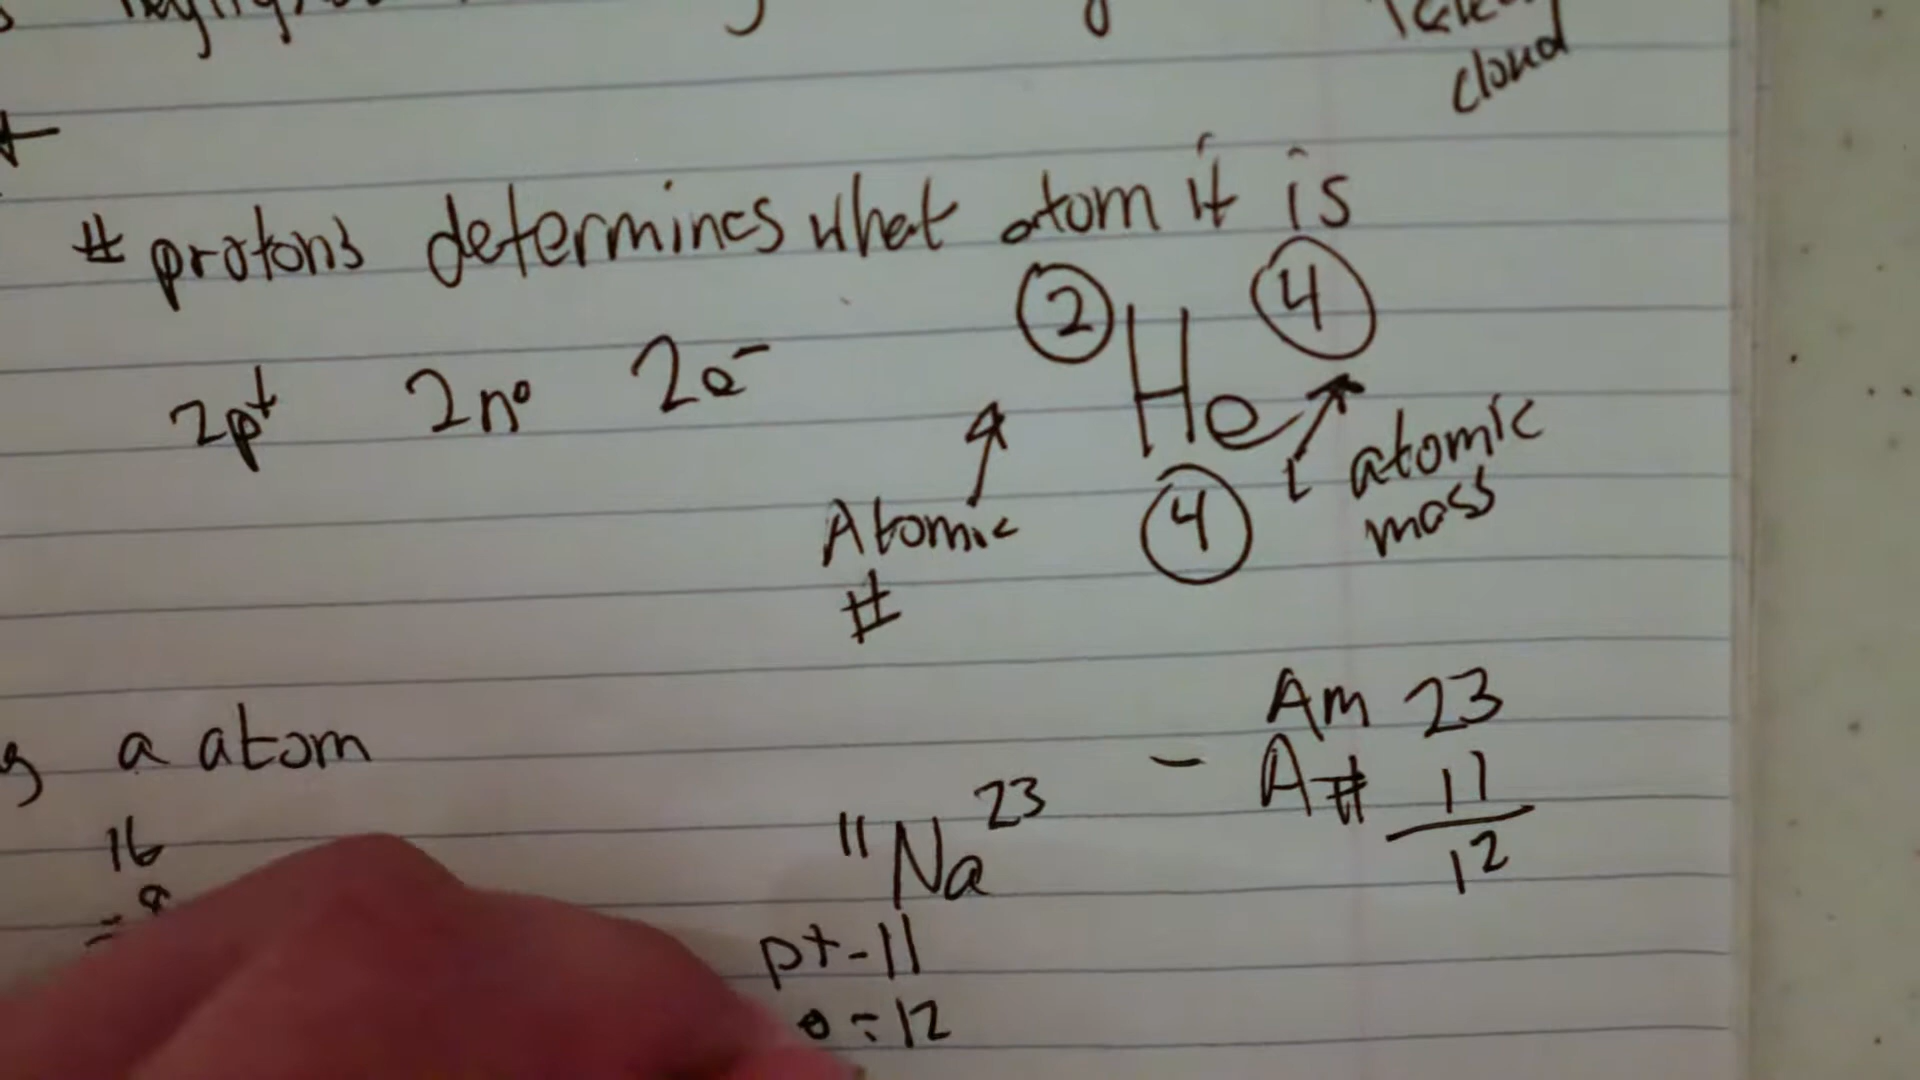 cloud
# protons determines what atom it is
2p+ 2n° 2e-
2 He 4
4
Atomic
#
atomic
mass
a atom
16
11 Na 23
- Am 23
A# 11
12
p+-11
= 12